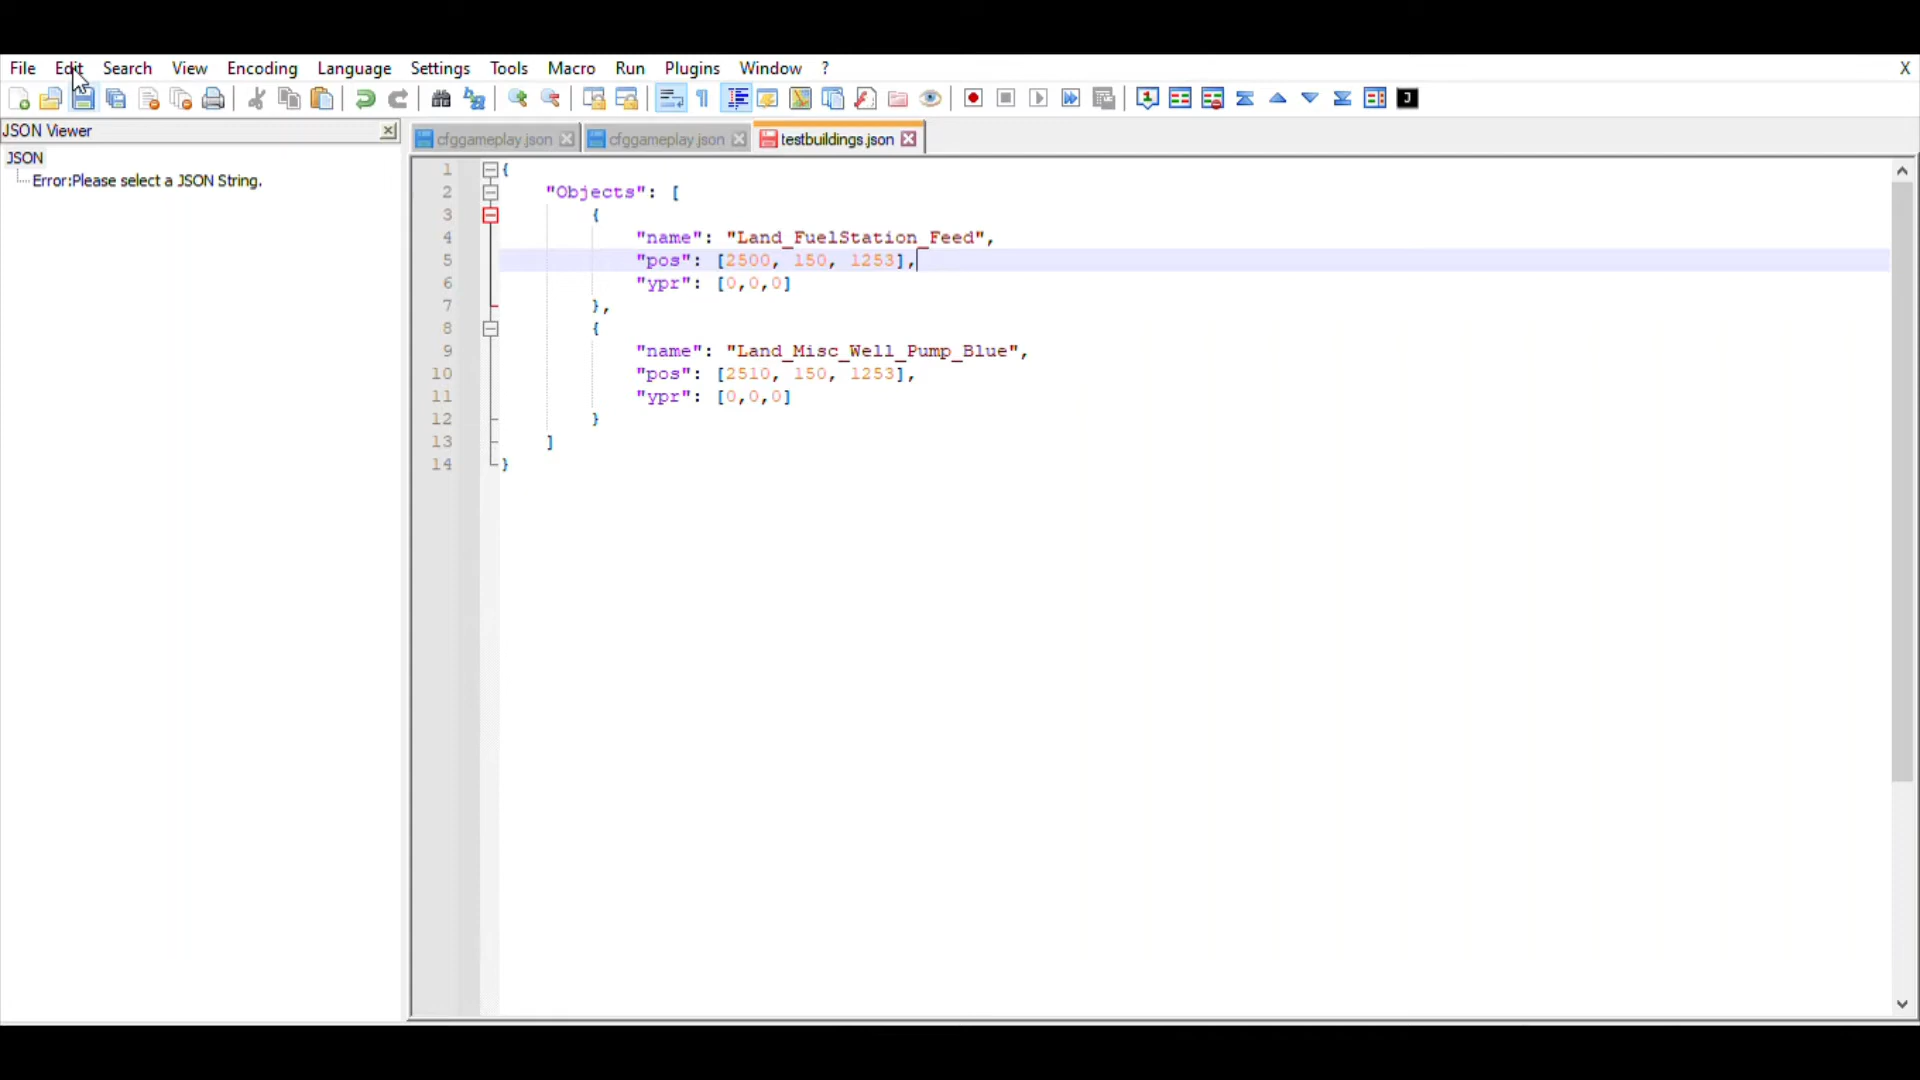 File Edit Search View Encoding Language Settings Tools Macro Run Plugins Window ? X
JSON Viewer
JSON
Error:Please select a JSON String.
cfggameplay.json cfggameplay.json testbuildings.json
1 {
2 "Objects": [
3 {
4 "name": "Land_FuelStation_Feed",
5 "pos": [2500, 150, 1253],
6 "ypr": [0,0,0]
7 },
8 {
9 "name": "Land_Misc_Well_Pump_Blue",
10 "pos": [2510, 150, 1253],
11 "ypr": [0,0,0]
12 }
13 ]
14 }